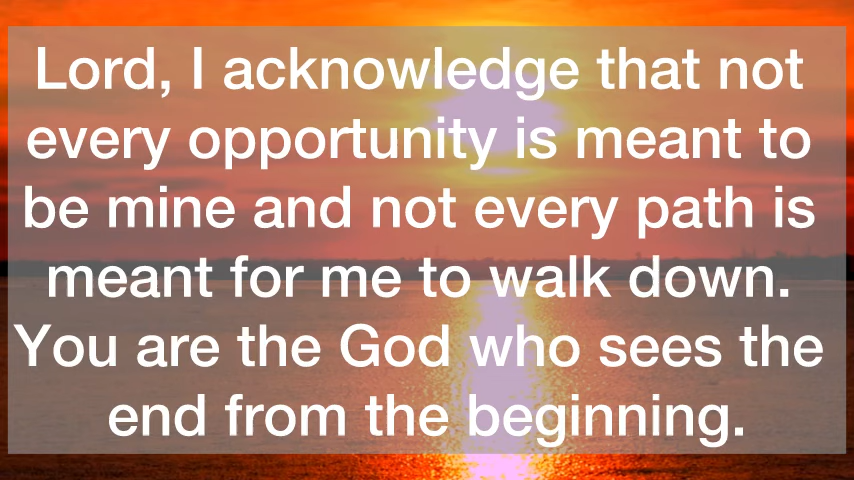 Lord, I acknowledge that not
every opportunity is meant to
be mine and not every path is
meant for me to walk down.
You are the God who sees the
end from the beginning.